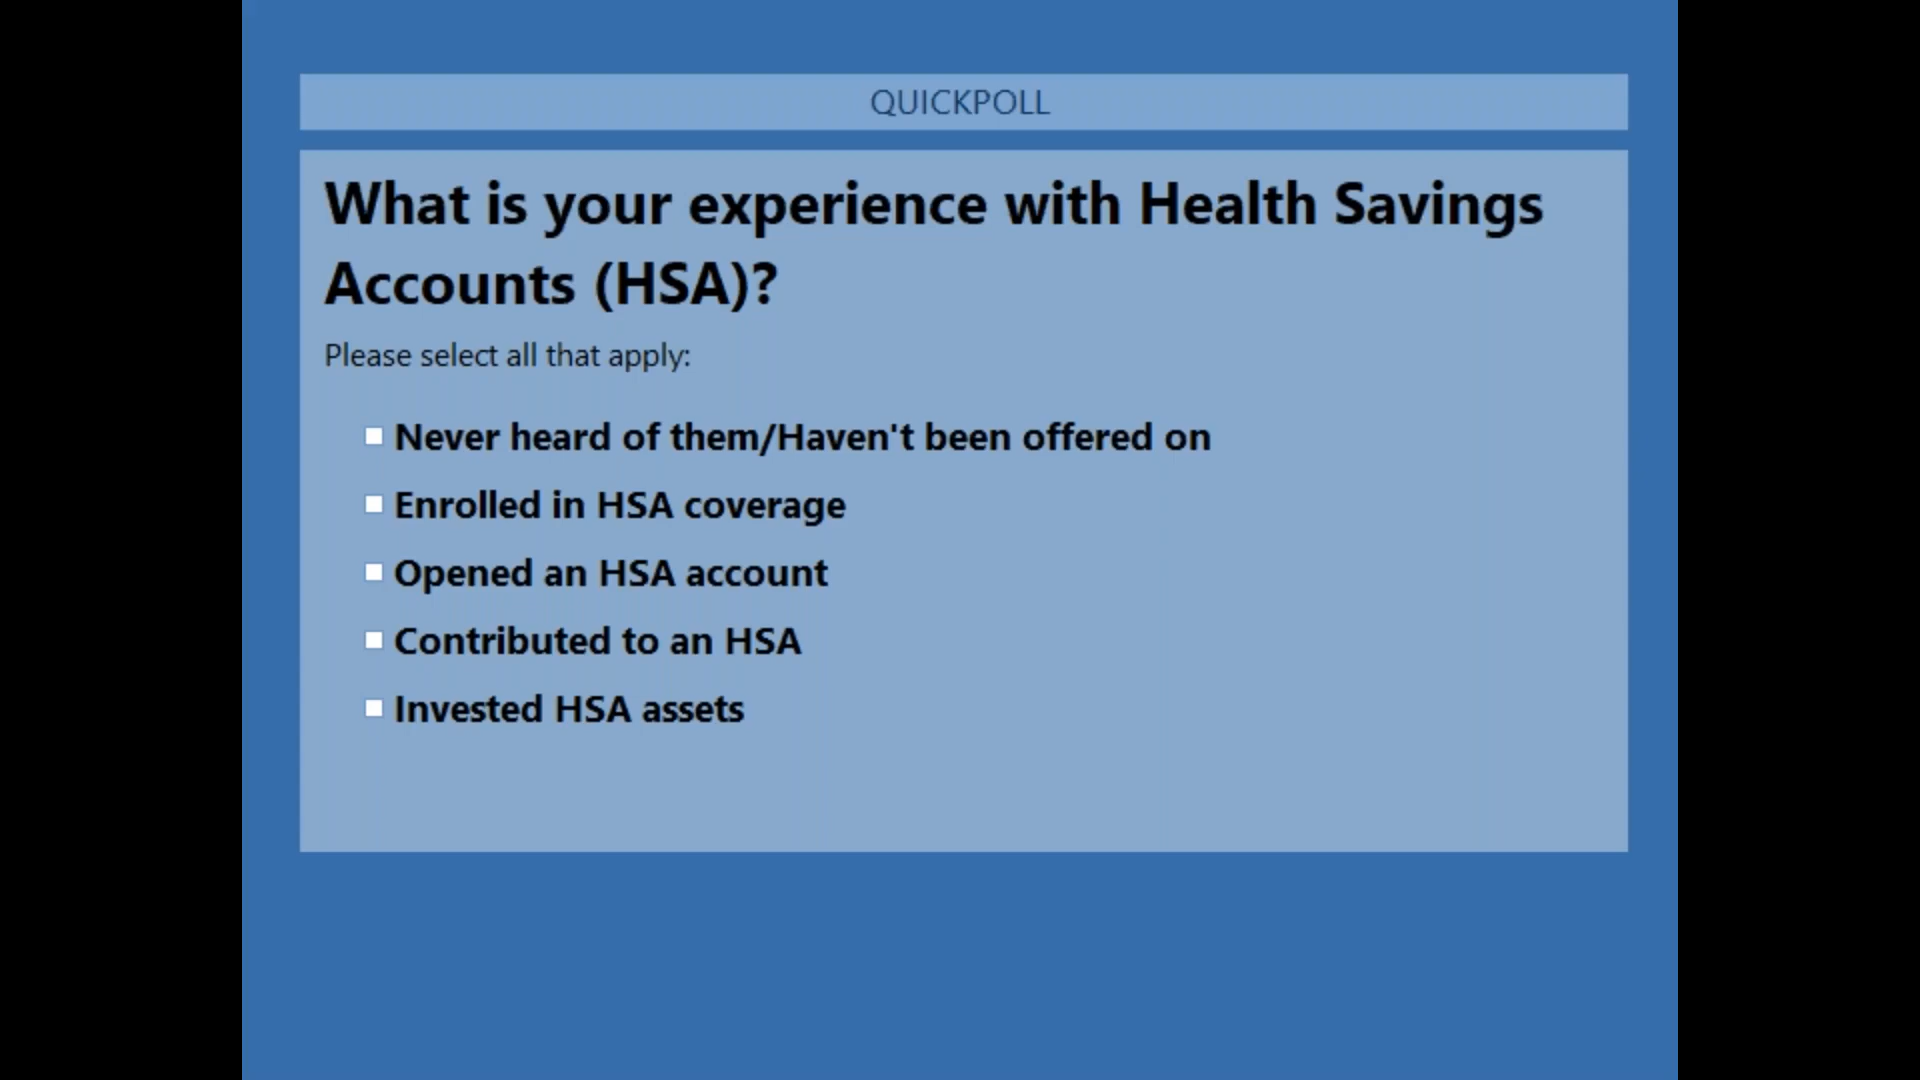 QUICKPOLL
What is your experience with Health Savings
Accounts (HSA)?
Please select all that apply:
Never heard of them/Haven't been offered on
Enrolled in HSA coverage
Opened an HSA account
Contributed to an HSA
Invested HSA assets